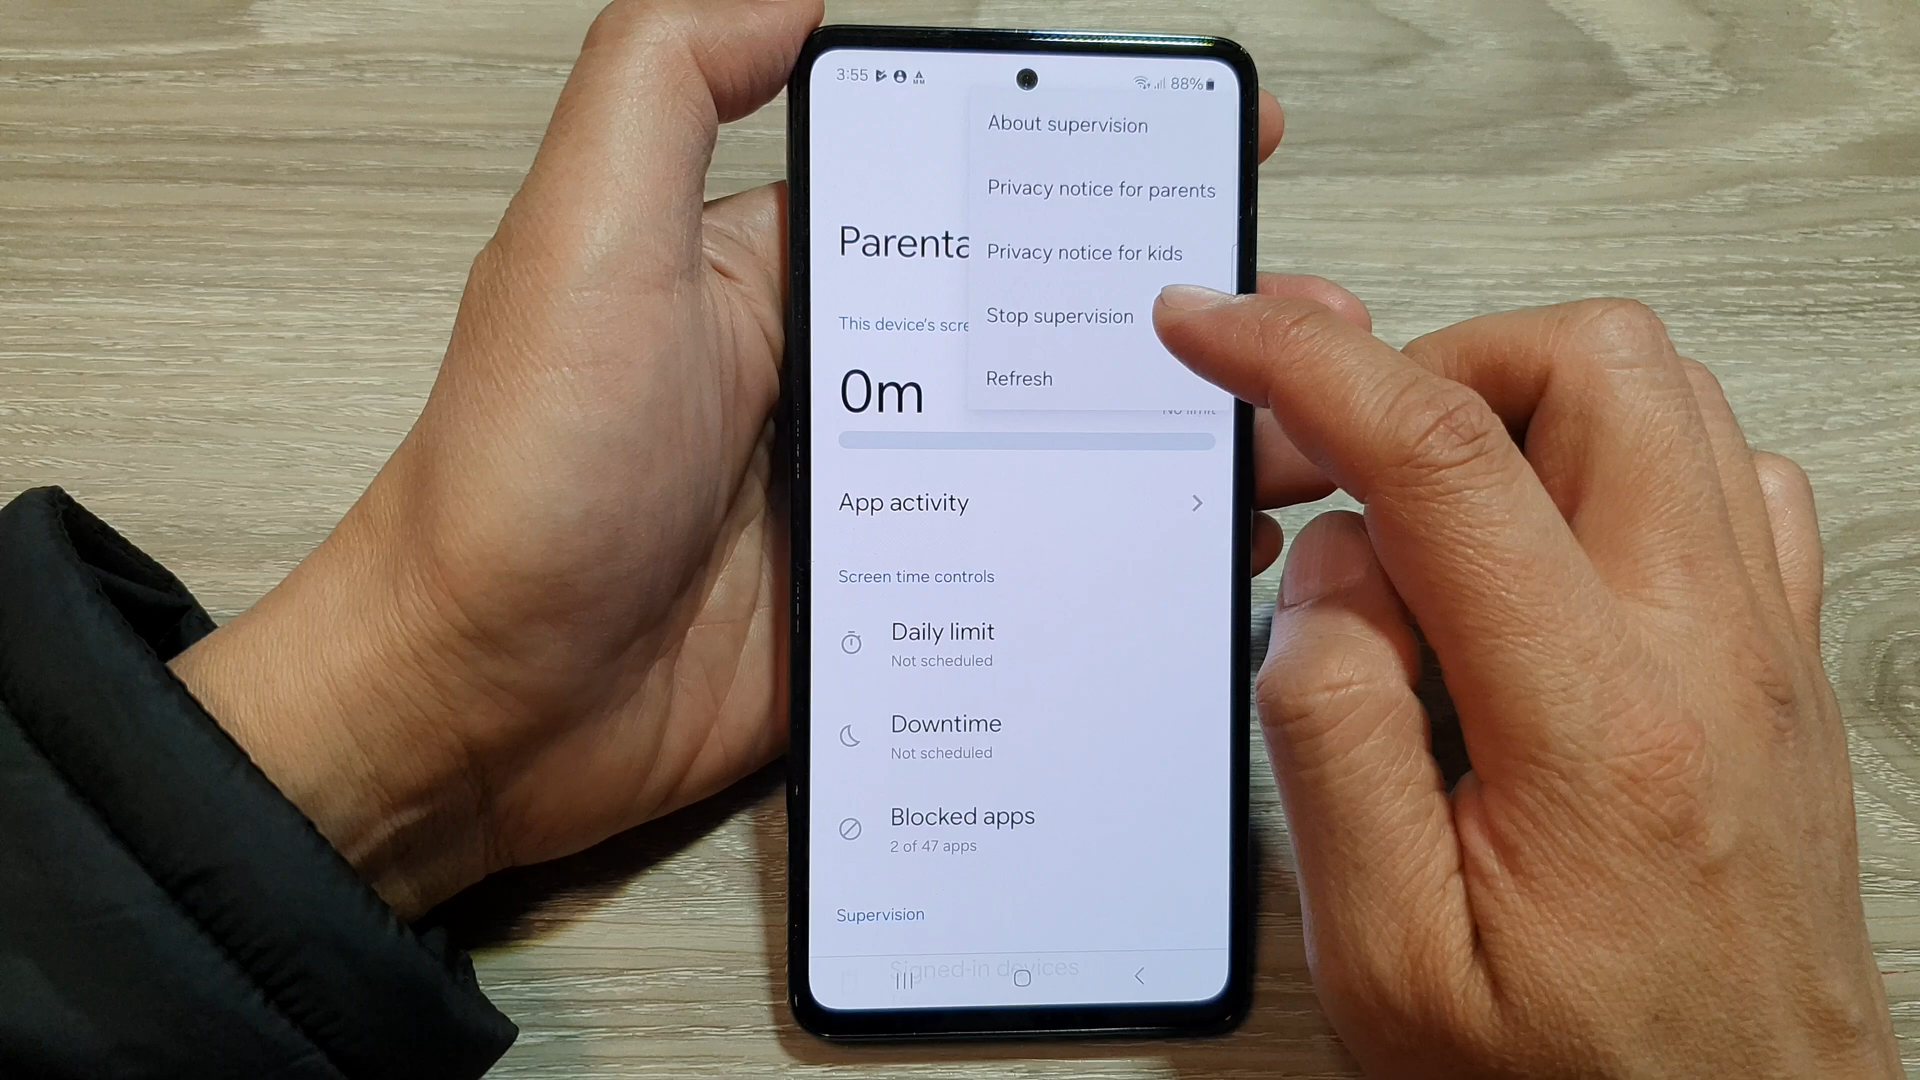 3:55 88%
About supervision
Privacy notice for parents
Privacy notice for kids
Stop supervision
Refresh
Parenta
This device's scre
0m
No limit
App activity
Screen time controls
Daily limit
Not scheduled
Downtime
Not scheduled
Blocked apps
2 of 47 apps
Supervision
Signed-in devices